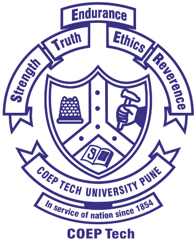 Endurance
Truth Ethics
Strength Reverence
COEP TECH UNIVERSITY PUNE
In service of nation since 1854
COEP Tech